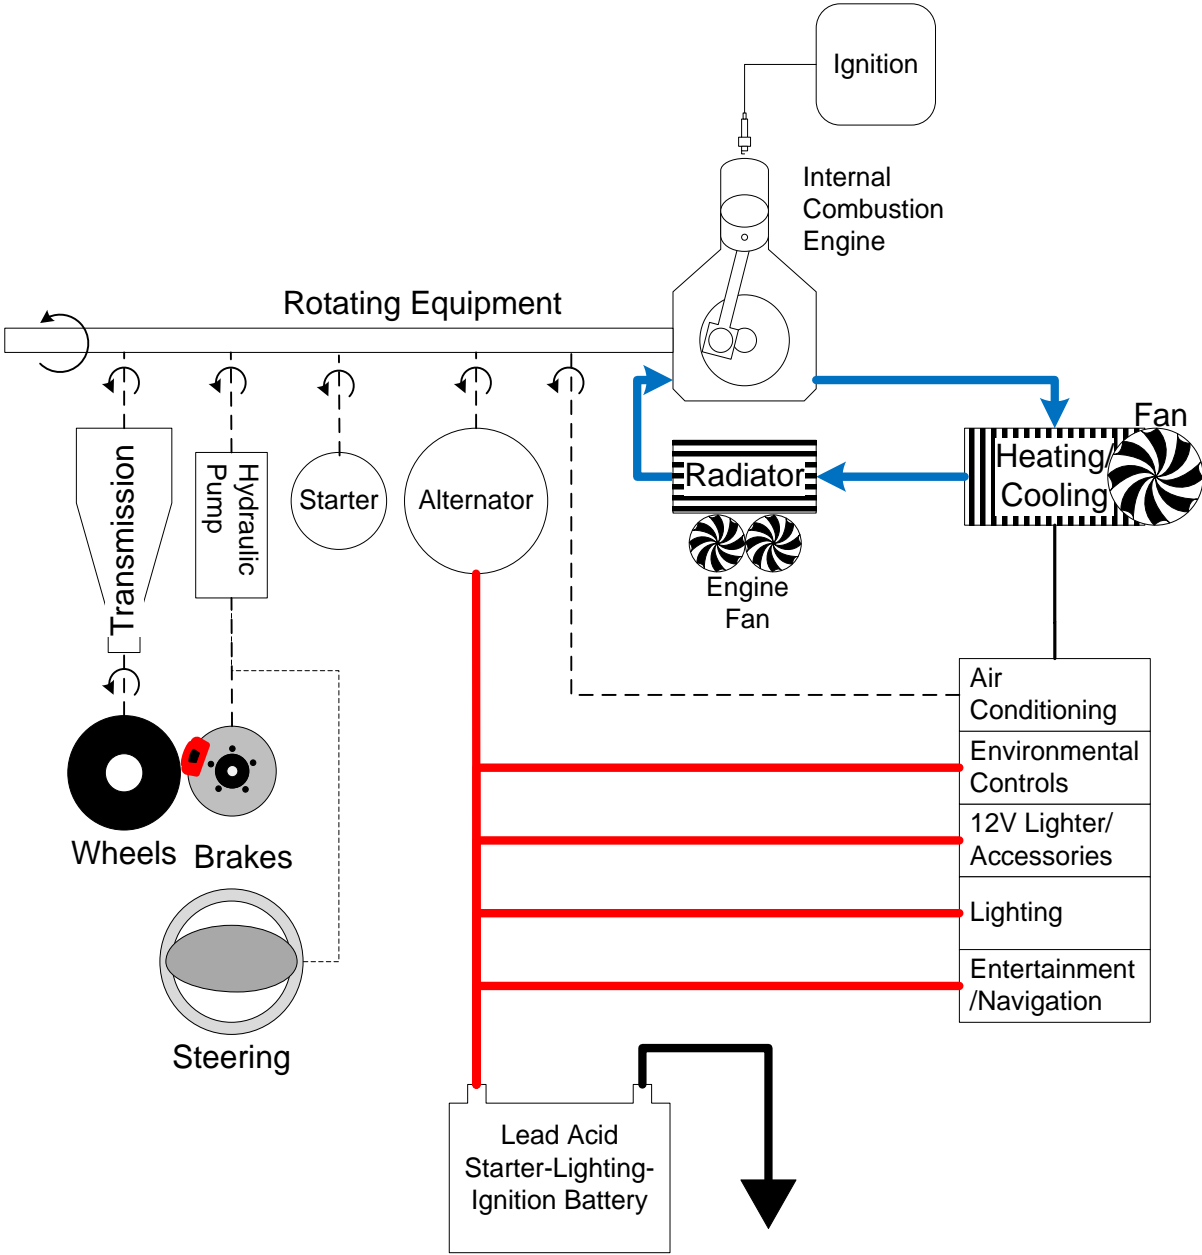 Ignition
Internal
Combustion
Engine
Rotating Equipment
Fan
Heating/
Cooling
Radiator
Engine
Fan
Transmission
Hydraulic
Pump
Starter
Alternator
Air
Conditioning
Environmental
Controls
12V Lighter/
Accessories
Lighting
Entertainment
/Navigation
Wheels
Brakes
Steering
Lead Acid
Starter-Lighting-
Ignition Battery